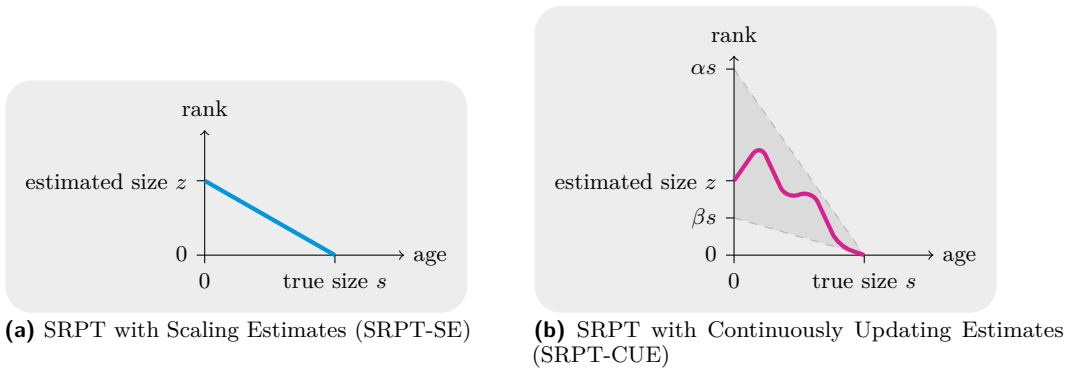 rank
estimated size z
0
age
0
true size s
(a) SRPT with Scaling Estimates (SRPT-SE)
rank
αs
estimated size z
βs
0
age
0
true size s
(b) SRPT with Continuously Updating Estimates
(SRPT-CUE)